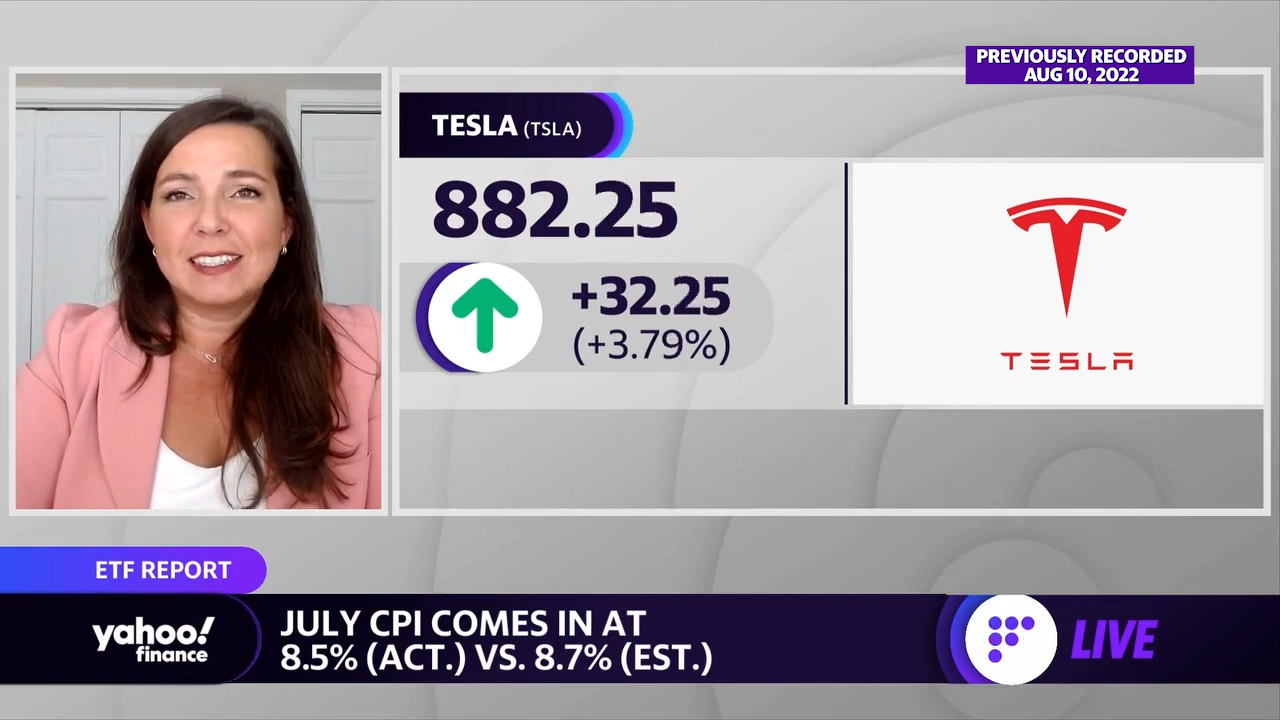 PREVIOUSLY RECORDED
AUG 10, 2022
TESLA (TSLA)
882.25
+32.25
(+3.79%)
TESLA
ETF REPORT
yahoo!
finance
JULY CPI COMES IN AT
8.5% (ACT.) VS. 8.7% (EST.)
LIVE